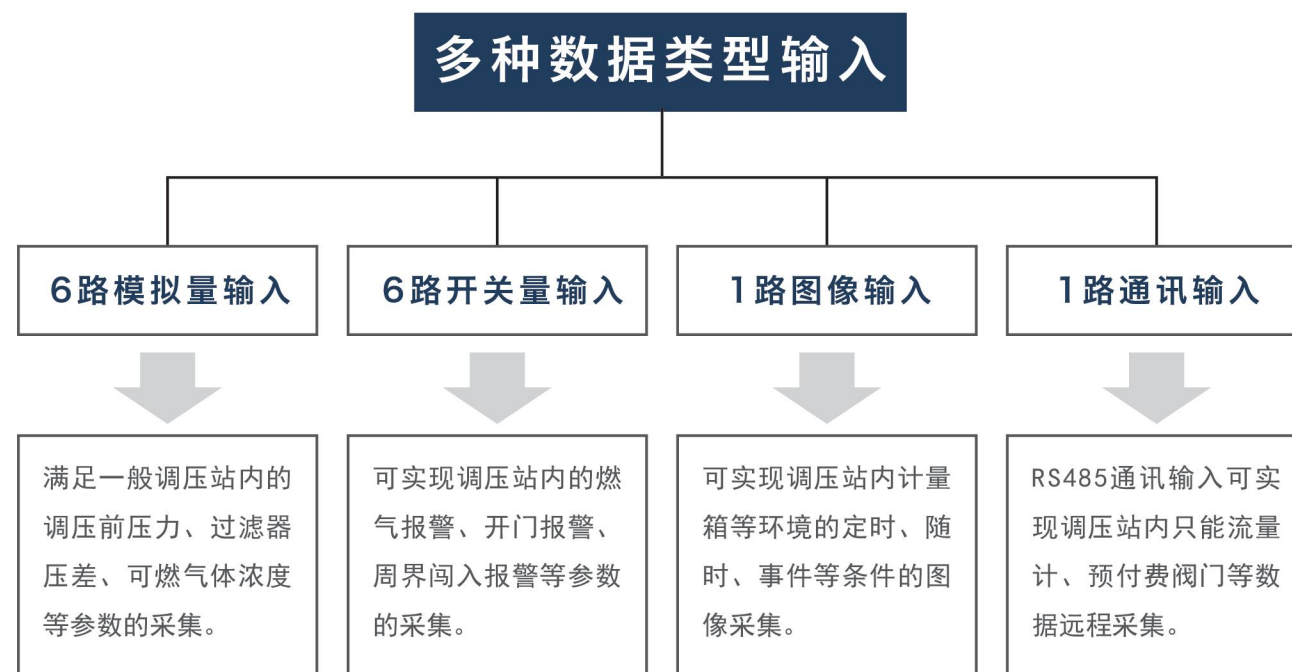 多种数据类型输入
6路模拟量输入
6路开关量输入
1路图像输入
1路通讯输入
满足一般调压站内的
调压前压力、过滤器
压差、可燃气体浓度
等参数的采集。
可实现调压站内的燃
气报警、开门报警、
周界闯入报警等参数
的采集。
可实现调压站内计量
箱等环境的定时、随
时、事件等条件的图
像采集。
RS485通讯输入可实
现调压站内只能流量
计、预付费阀门等数
据远程采集。